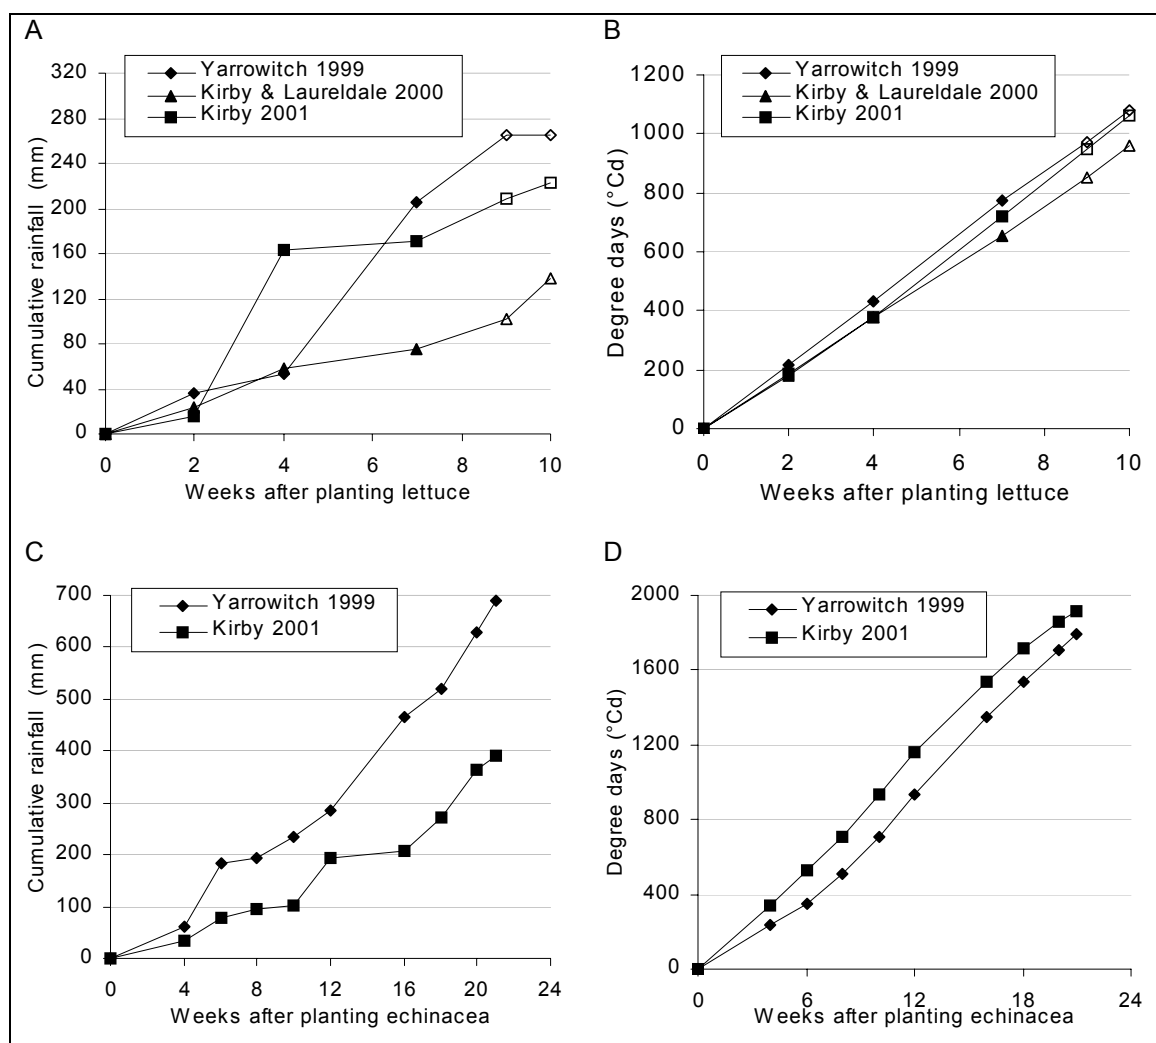 A
Yarrowitch 1999
Kirby & Laureldale 2000
Kirby 2001
Cumulative rainfall (mm)
320
280
240
200
160
120
80
40
0
0 2 4 6 8 10
Weeks after planting lettuce
B
Yarrowitch 1999
Kirby & Laureldale 2000
Kirby 2001
Degree days (°Cd)
1200
1000
800
600
400
200
0
0 2 4 6 8 10
Weeks after planting lettuce
C
Yarrowitch 1999
Kirby 2001
Cumulative rainfall (mm)
700
600
500
400
300
200
100
0
0 4 8 12 16 20 24
Weeks after planting echinacea
D
Yarrowitch 1999
Kirby 2001
Degree days (°Cd)
2000
1600
1200
800
400
0
0 6 12 18 24
Weeks after planting echinacea